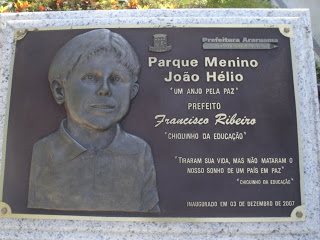 Prefeitura Araruama
Parque Menino
João Hélio
"UM ANJO PELA PAZ"
PREFEITO
Francisco Ribeiro
"CHIQUINHO DA EDUCAÇÃO"
"TIRARAM SUA VIDA, MAS NÃO MATARAM O
NOSSO SONHO DE UM PAÍS EM PAZ"
"CHIQUINHO DA EDUCAÇÃO"
INAUGURADO EM 03 DE DEZEMBRO DE 2007